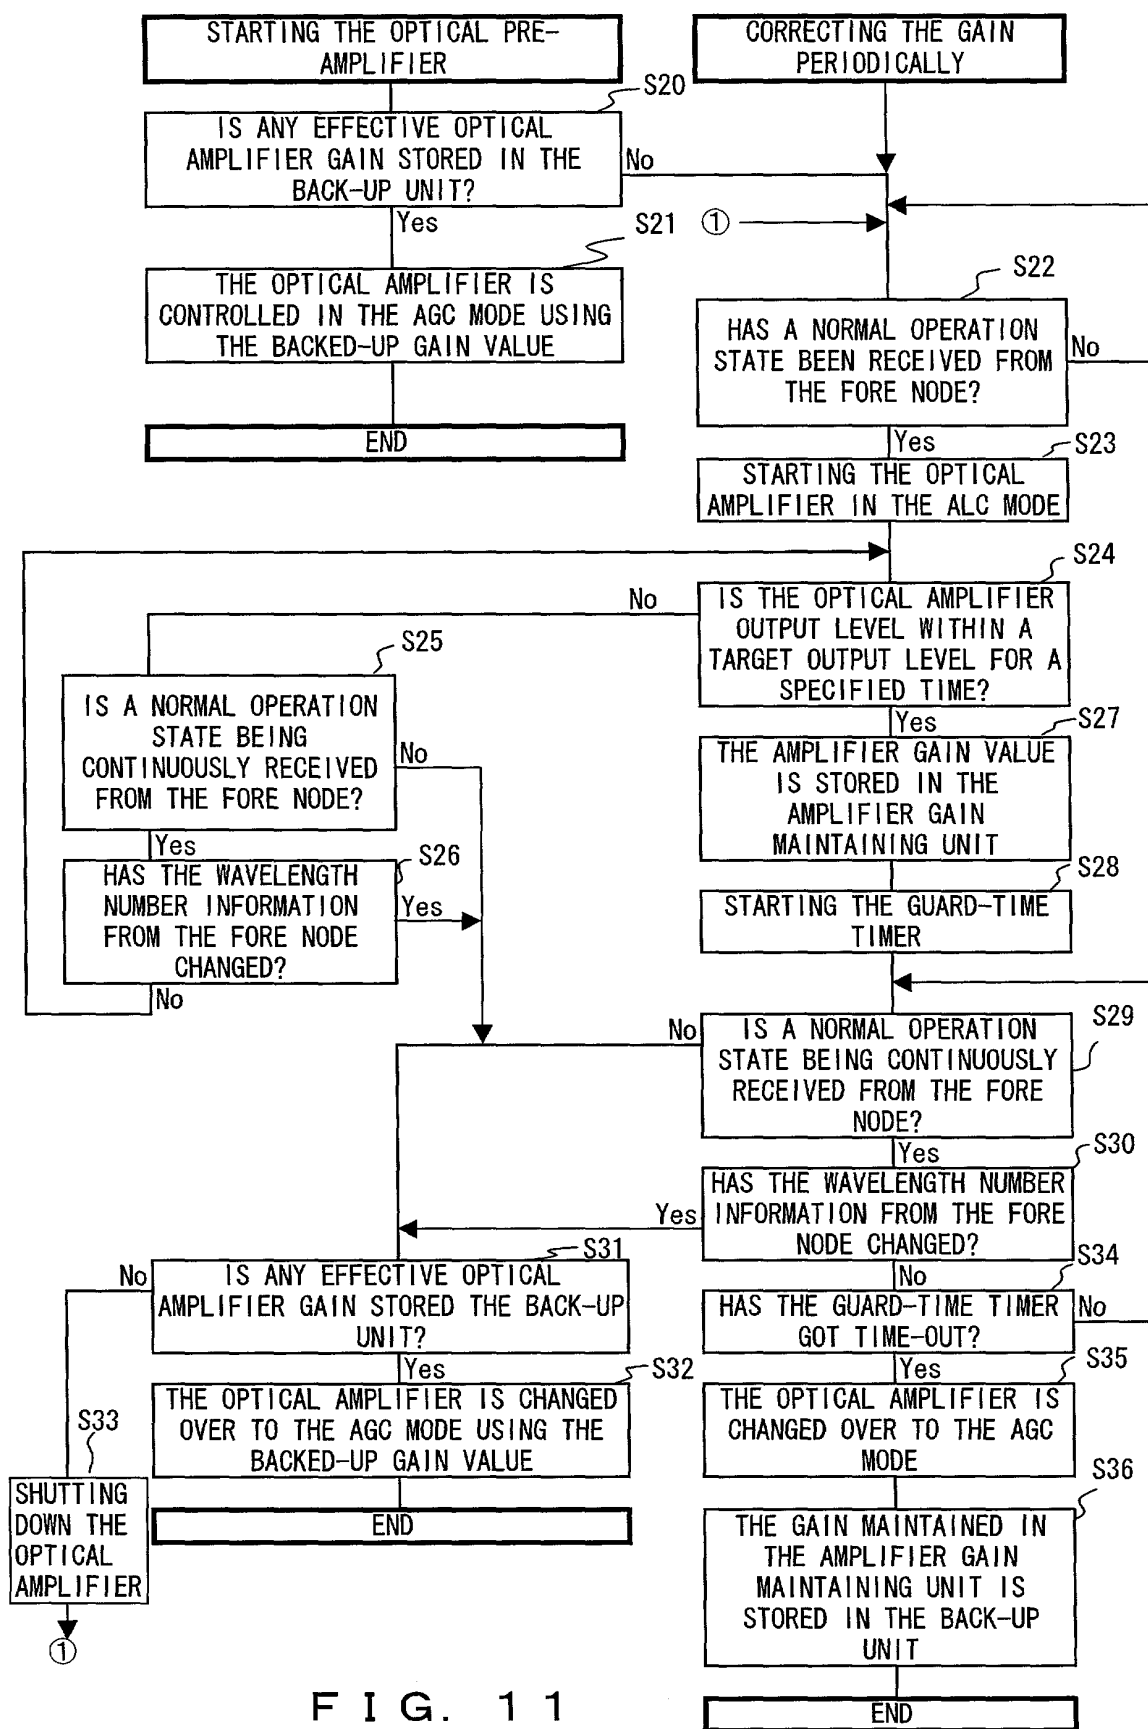 STARTING THE OPTICAL PRE-
AMPLIFIER
CORRECTING THE GAIN
PERIODICALLY
S20
IS ANY EFFECTIVE OPTICAL
AMPLIFIER GAIN STORED IN THE
BACK-UP UNIT?
No
Yes
S21
①
THE OPTICAL AMPLIFIER IS
CONTROLLED IN THE AGC MODE USING
THE BACKED-UP GAIN VALUE
END
S22
HAS A NORMAL OPERATION
STATE BEEN RECEIVED FROM
THE FORE NODE?
No
Yes
S23
STARTING THE OPTICAL
AMPLIFIER IN THE ALC MODE
S24
IS THE OPTICAL AMPLIFIER
OUTPUT LEVEL WITHIN A
TARGET OUTPUT LEVEL FOR A
SPECIFIED TIME?
No
Yes
S25
IS A NORMAL OPERATION
STATE BEING
CONTINUOUSLY RECEIVED
FROM THE FORE NODE?
No
Yes
S26
HAS THE WAVELENGTH
NUMBER INFORMATION
FROM THE FORE NODE
CHANGED?
Yes
No
S27
THE AMPLIFIER GAIN VALUE
IS STORED IN THE
AMPLIFIER GAIN
MAINTAINING UNIT
S28
STARTING THE GUARD-TIME
TIMER
S29
IS A NORMAL OPERATION
STATE BEING CONTINUOUSLY
RECEIVED FROM THE FORE
NODE?
No
Yes
S30
HAS THE WAVELENGTH NUMBER
INFORMATION FROM THE FORE
NODE CHANGED?
Yes
No
S31
IS ANY EFFECTIVE OPTICAL
AMPLIFIER GAIN STORED THE BACK-UP
UNIT?
No
Yes
S32
THE OPTICAL AMPLIFIER IS CHANGED
OVER TO THE AGC MODE USING THE
BACKED-UP GAIN VALUE
END
S33
SHUTTING
DOWN THE
OPTICAL
AMPLIFIER
①
S34
HAS THE GUARD-TIME TIMER
GOT TIME-OUT?
No
Yes
S35
THE OPTICAL AMPLIFIER IS
CHANGED OVER TO THE AGC
MODE
S36
THE GAIN MAINTAINED IN
THE AMPLIFIER GAIN
MAINTAINING UNIT IS
STORED IN THE BACK-UP
UNIT
END
FIG. 11